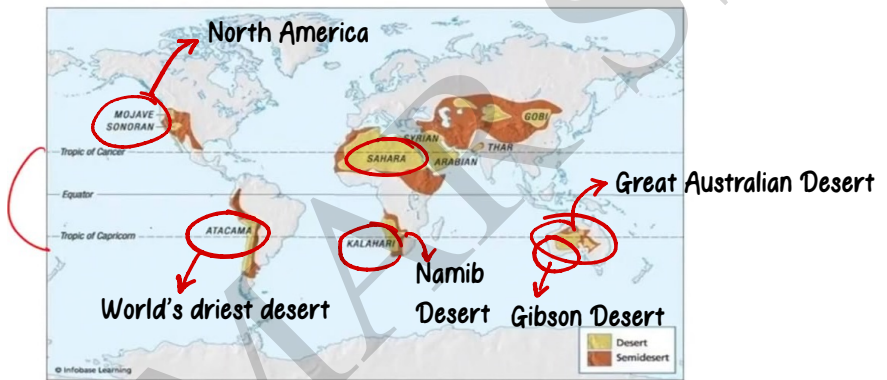 North America
MOJAVE
SONORAN
GOBI
SYRIAN
Tropic of Cancer
SAHARA
THAR
ARABIAN
Great Australian Desert
Equator
ATACAMA
Tropic of Capricorn
KALAHARI
Namib
Desert
World's driest desert
Gibson Desert
Desert
Semidesert
© Infobase Learning